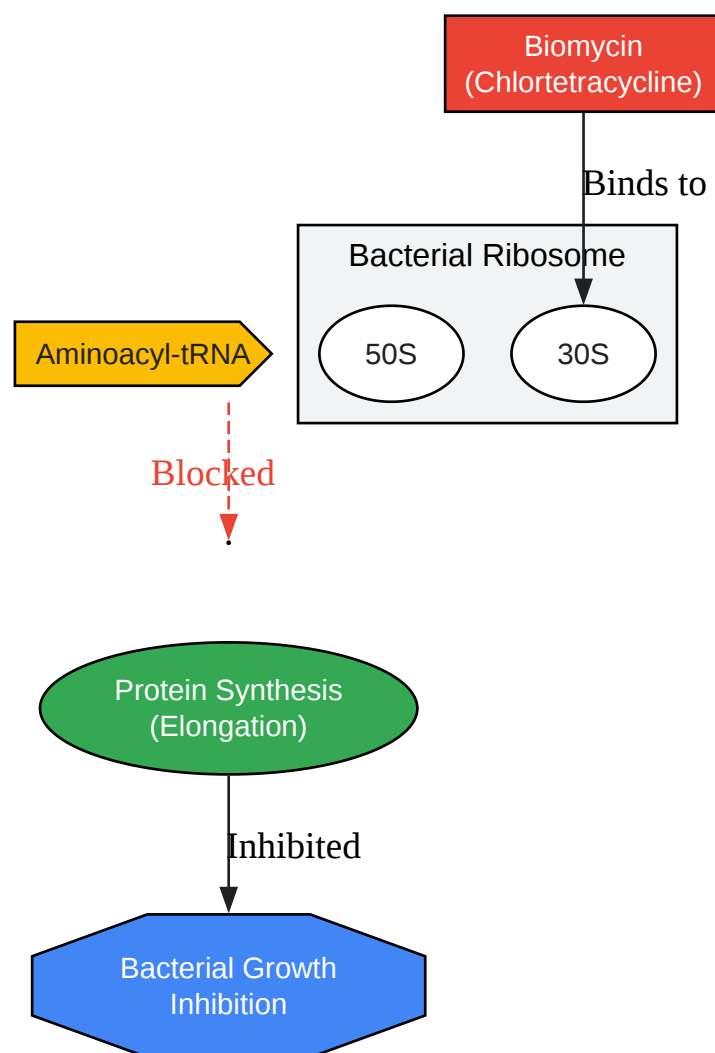 Biomycin
(Chlortetracycline)
Binds to
Bacterial Ribosome
Aminoacyl-tRNA
50S
30S
Blocked
Protein Synthesis
(Elongation)
Inhibited
Bacterial Growth
Inhibition